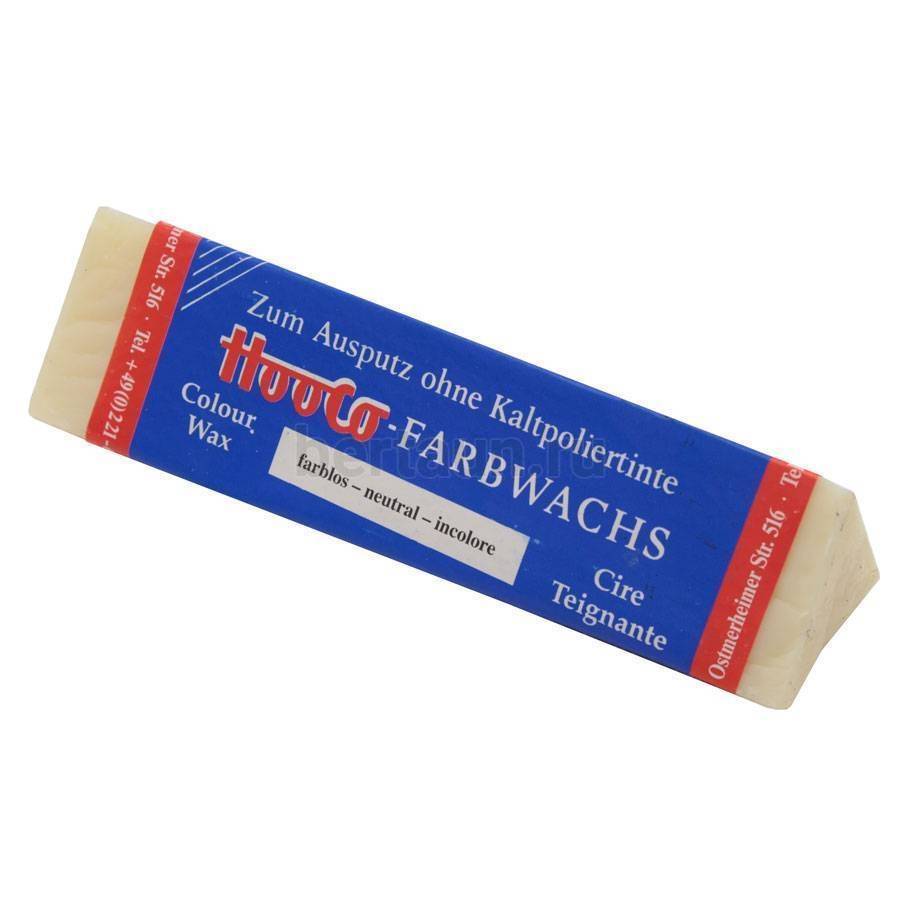 ner Str. 516 · Tel. +49(0)221-
Zum Ausputz ohne Kaltpoliertinte
HovoCo-FARBWACHS
Colour
Wax
farblos – neutral – incolore
Cire
Teignante
Ostmerheimer Str. 516 · Te